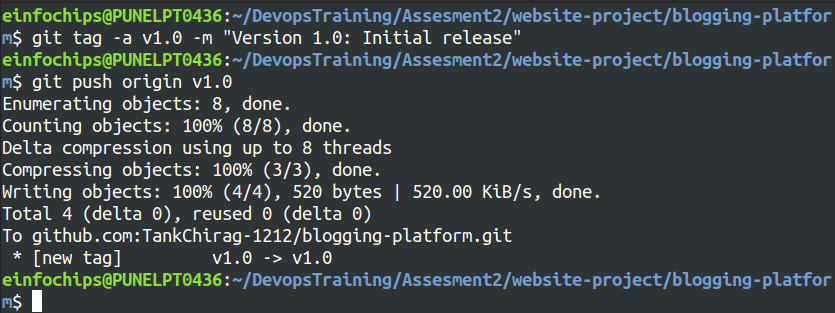 einfochips@PUNELPT0436:~/DevopsTraining/Assesment2/website-project/blogging-platfor
m$ git tag -a v1.0 -m "Version 1.0: Initial release"
einfochips@PUNELPT0436:~/DevopsTraining/Assesment2/website-project/blogging-platfor
m$ git push origin v1.0
Enumerating objects: 8, done.
Counting objects: 100% (8/8), done.
Delta compression using up to 8 threads
Compressing objects: 100% (3/3), done.
Writing objects: 100% (4/4), 520 bytes | 520.00 KiB/s, done.
Total 4 (delta 0), reused 0 (delta 0)
To github.com:TankChirag-1212/blogging-platform.git
 * [new tag]         v1.0 -> v1.0
einfochips@PUNELPT0436:~/DevopsTraining/Assesment2/website-project/blogging-platfor
m$